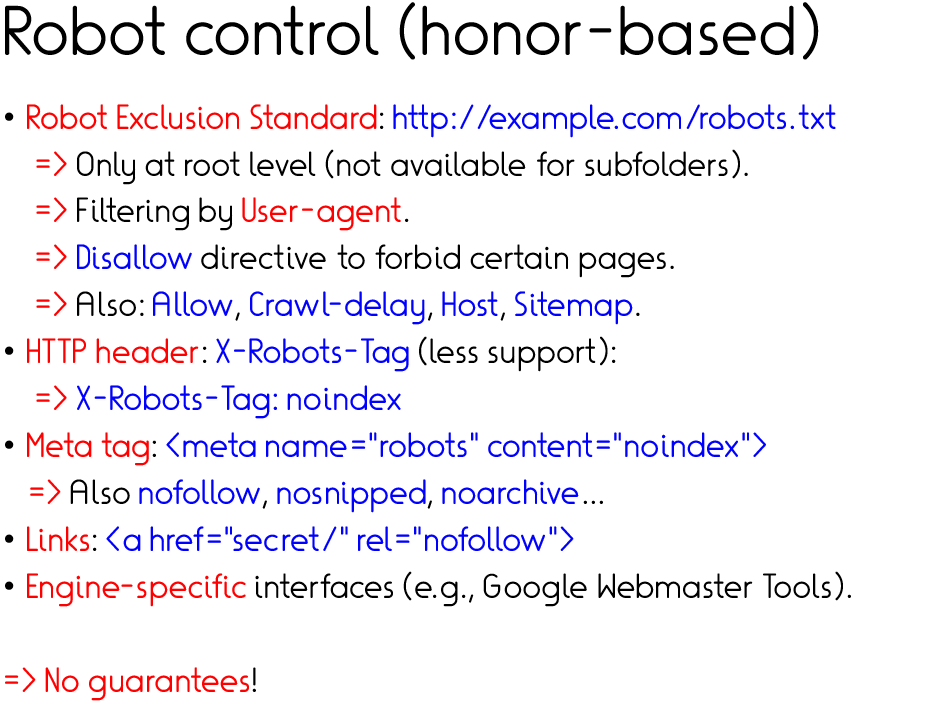 Robot control (honor-based)
• Robot Exclusion Standard: http://example.com/robots.txt
=> Only at root level (not available for subfolders).
=> Filtering by User-agent.
=> Disallow directive to forbid certain pages.
=> Also: Allow, Crawl-delay, Host, Sitemap.
• HTTP header: X-Robots-Tag (less support):
=> X-Robots-Tag: noindex
• Meta tag: <meta name="robots" content="noindex">
=> Also nofollow, nosnipped, noarchive...
• Links: <a href="secret/" rel="nofollow">
• Engine-specific interfaces (e.g., Google Webmaster Tools).
=> No guarantees!